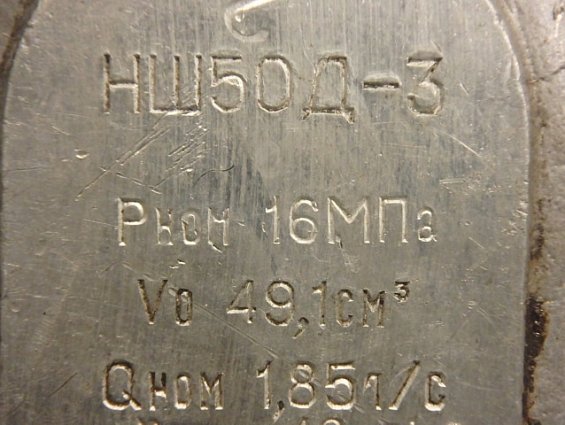 НШ50Д-3
Рном 16МПа
Vo 49,1см³
Qном 1,85л/с